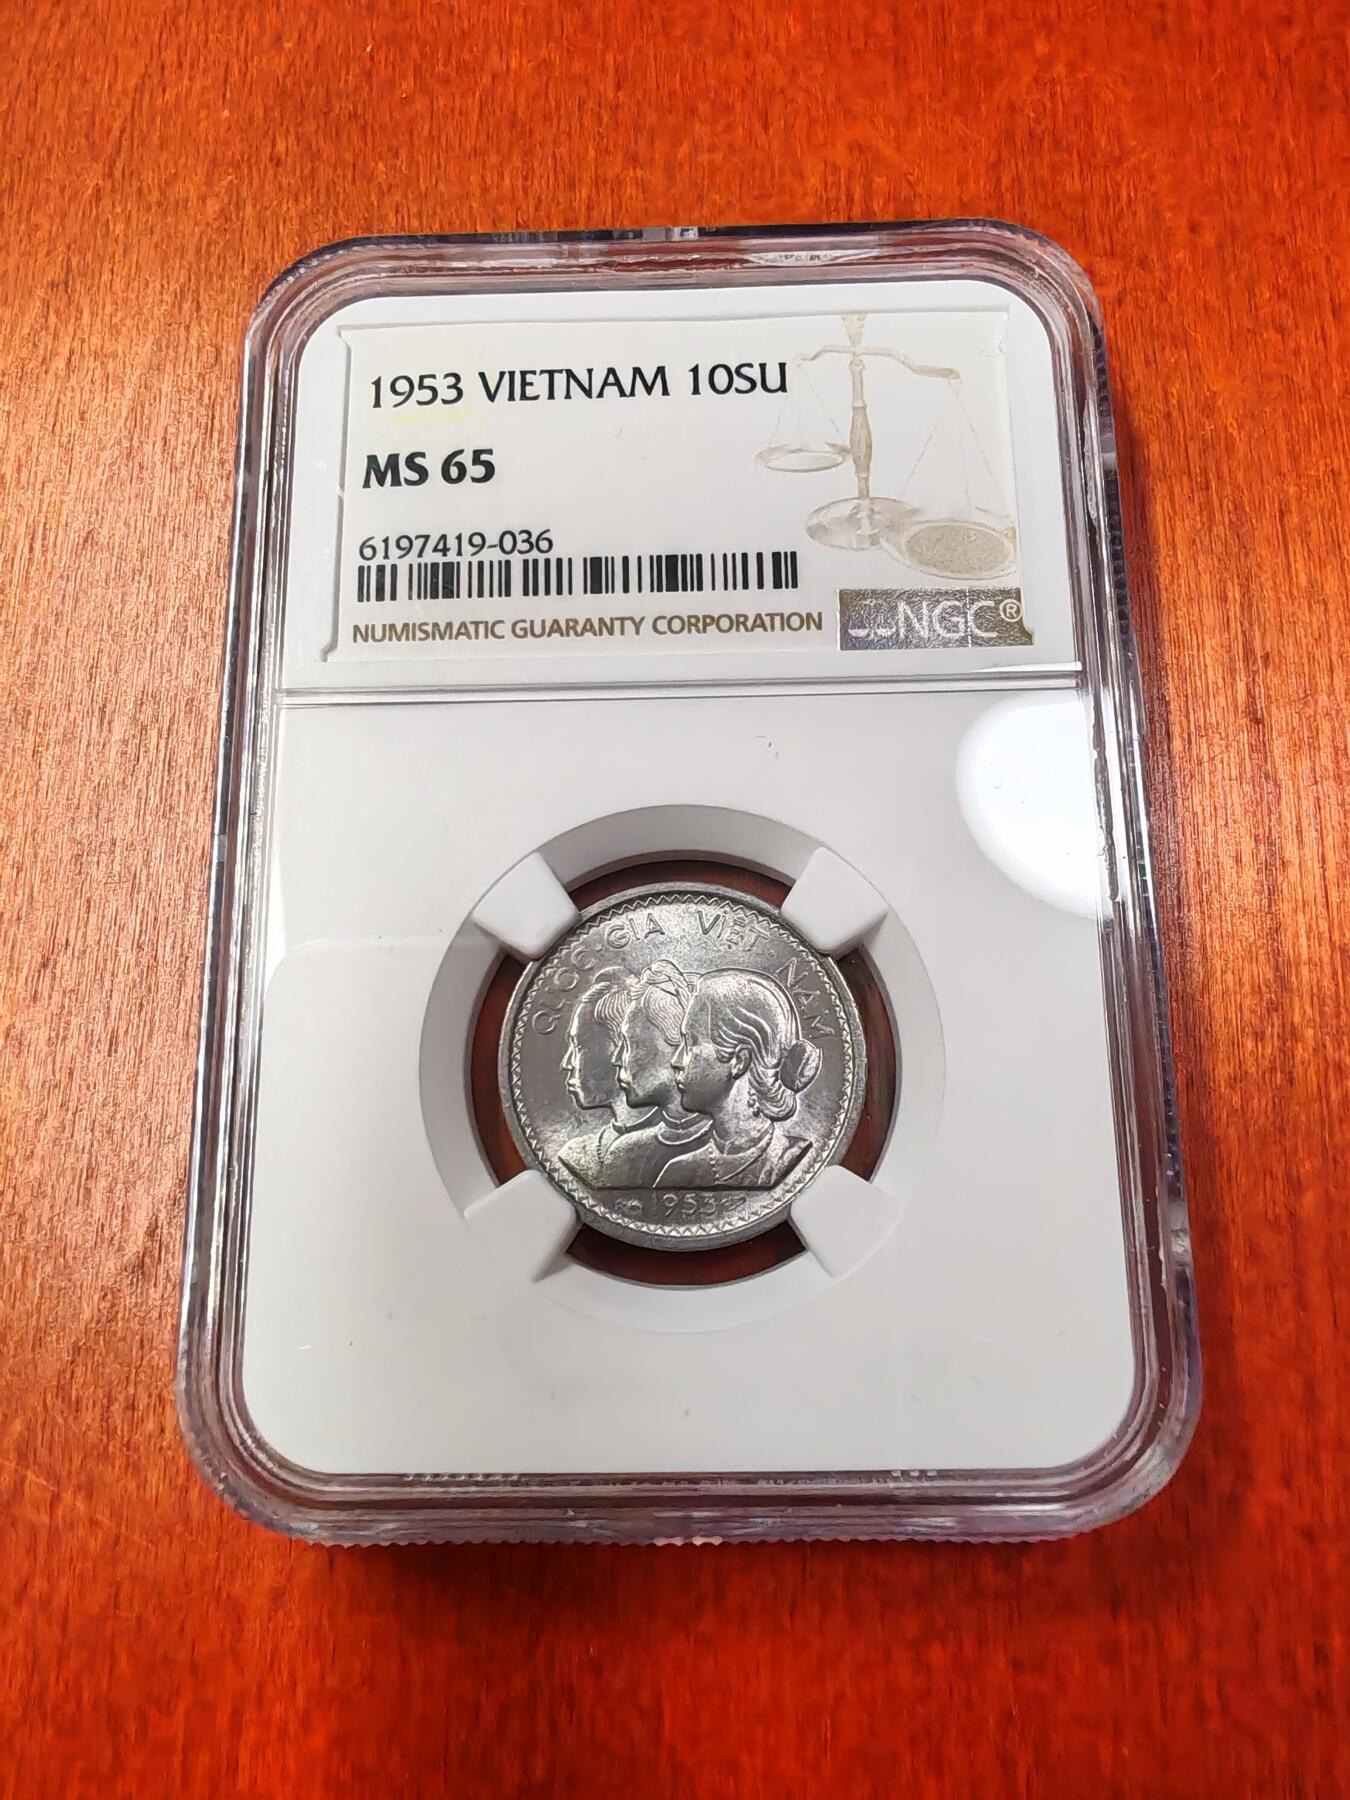 1953 VIETNAM 10SU
MS 65
6197419-036
NUMISMATIC GUARANTY CORPORATION
NGC®
QUỐC·GIA VIỆT·NAM
1953